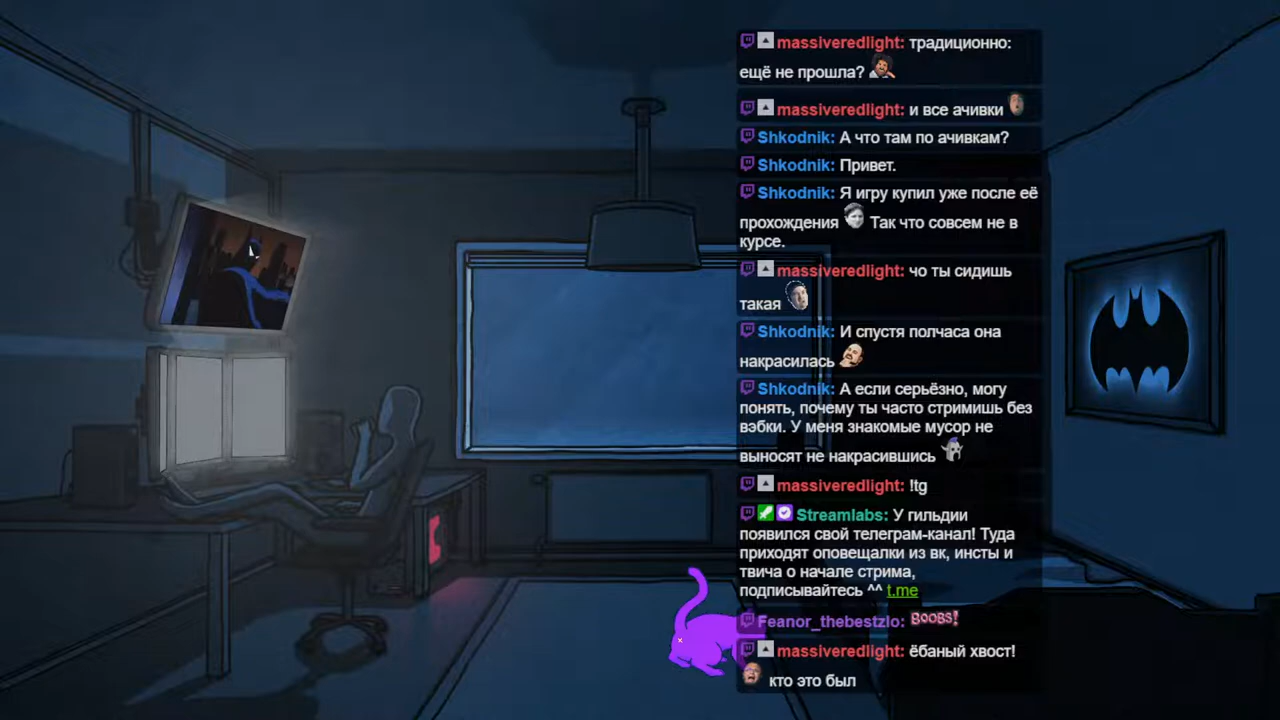 massiveredlight: традиционно:
ещё не прошла?
massiveredlight: и все ачивки
Shkodnik: А что там по ачивкам?
Shkodnik: Привет.
Shkodnik: Я игру купил уже после её
прохождения Так что совсем не в
курсе.
massiveredlight: чо ты сидишь
такая
Shkodnik: И спустя полчаса она
накрасилась
Shkodnik: А если серьёзно, могу
понять, почему ты часто стримишь без
вэбки. У меня знакомые мусор не
выносят не накрасившись
massiveredlight: !tg
Streamlabs: У гильдии
появился свой телеграм-канал! Туда
приходят оповещалки из вк, инсты и
твича о начале стрима,
подписывайтесь ^^ t.me
Feanor_thebestzlo: BOOBS!
massiveredlight: ёбаный хвост!
кто это был